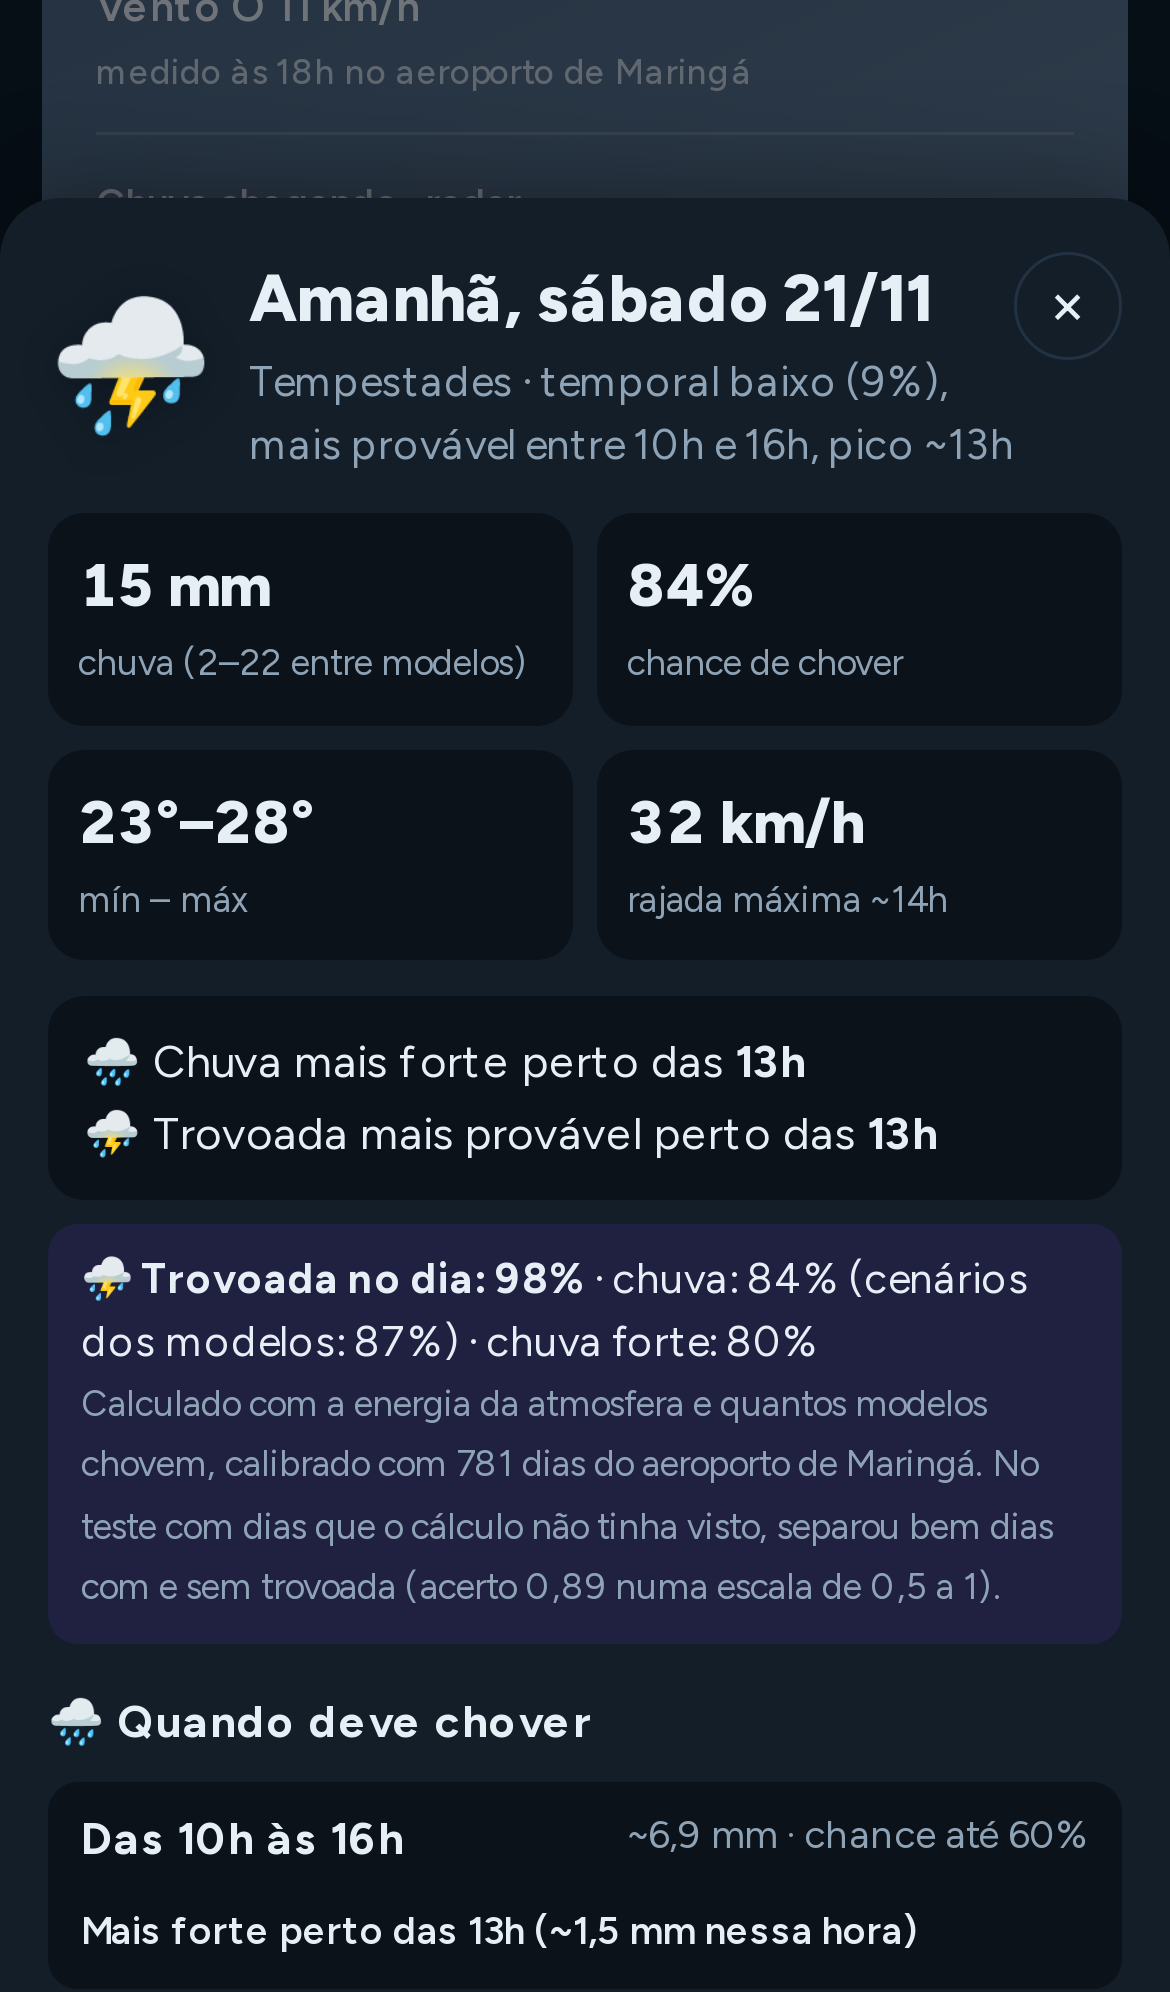 Vento O 11 km/h
medido às 18h no aeroporto de Maringá
Chuva chegando · radar
Amanhã, sábado 21/11
×
Tempestades · temporal baixo (9%),
mais provável entre 10h e 16h, pico ~13h
15 mm
chuva (2–22 entre modelos)
84%
chance de chover
23°–28°
mín – máx
32 km/h
rajada máxima ~14h
Chuva mais forte perto das 13h
Trovoada mais provável perto das 13h
Trovoada no dia: 98% · chuva: 84% (cenários
dos modelos: 87%) · chuva forte: 80%
Calculado com a energia da atmosfera e quantos modelos
chovem, calibrado com 781 dias do aeroporto de Maringá. No
teste com dias que o cálculo não tinha visto, separou bem dias
com e sem trovoada (acerto 0,89 numa escala de 0,5 a 1).
Quando deve chover
Das 10h às 16h
~6,9 mm · chance até 60%
Mais forte perto das 13h (~1,5 mm nessa hora)